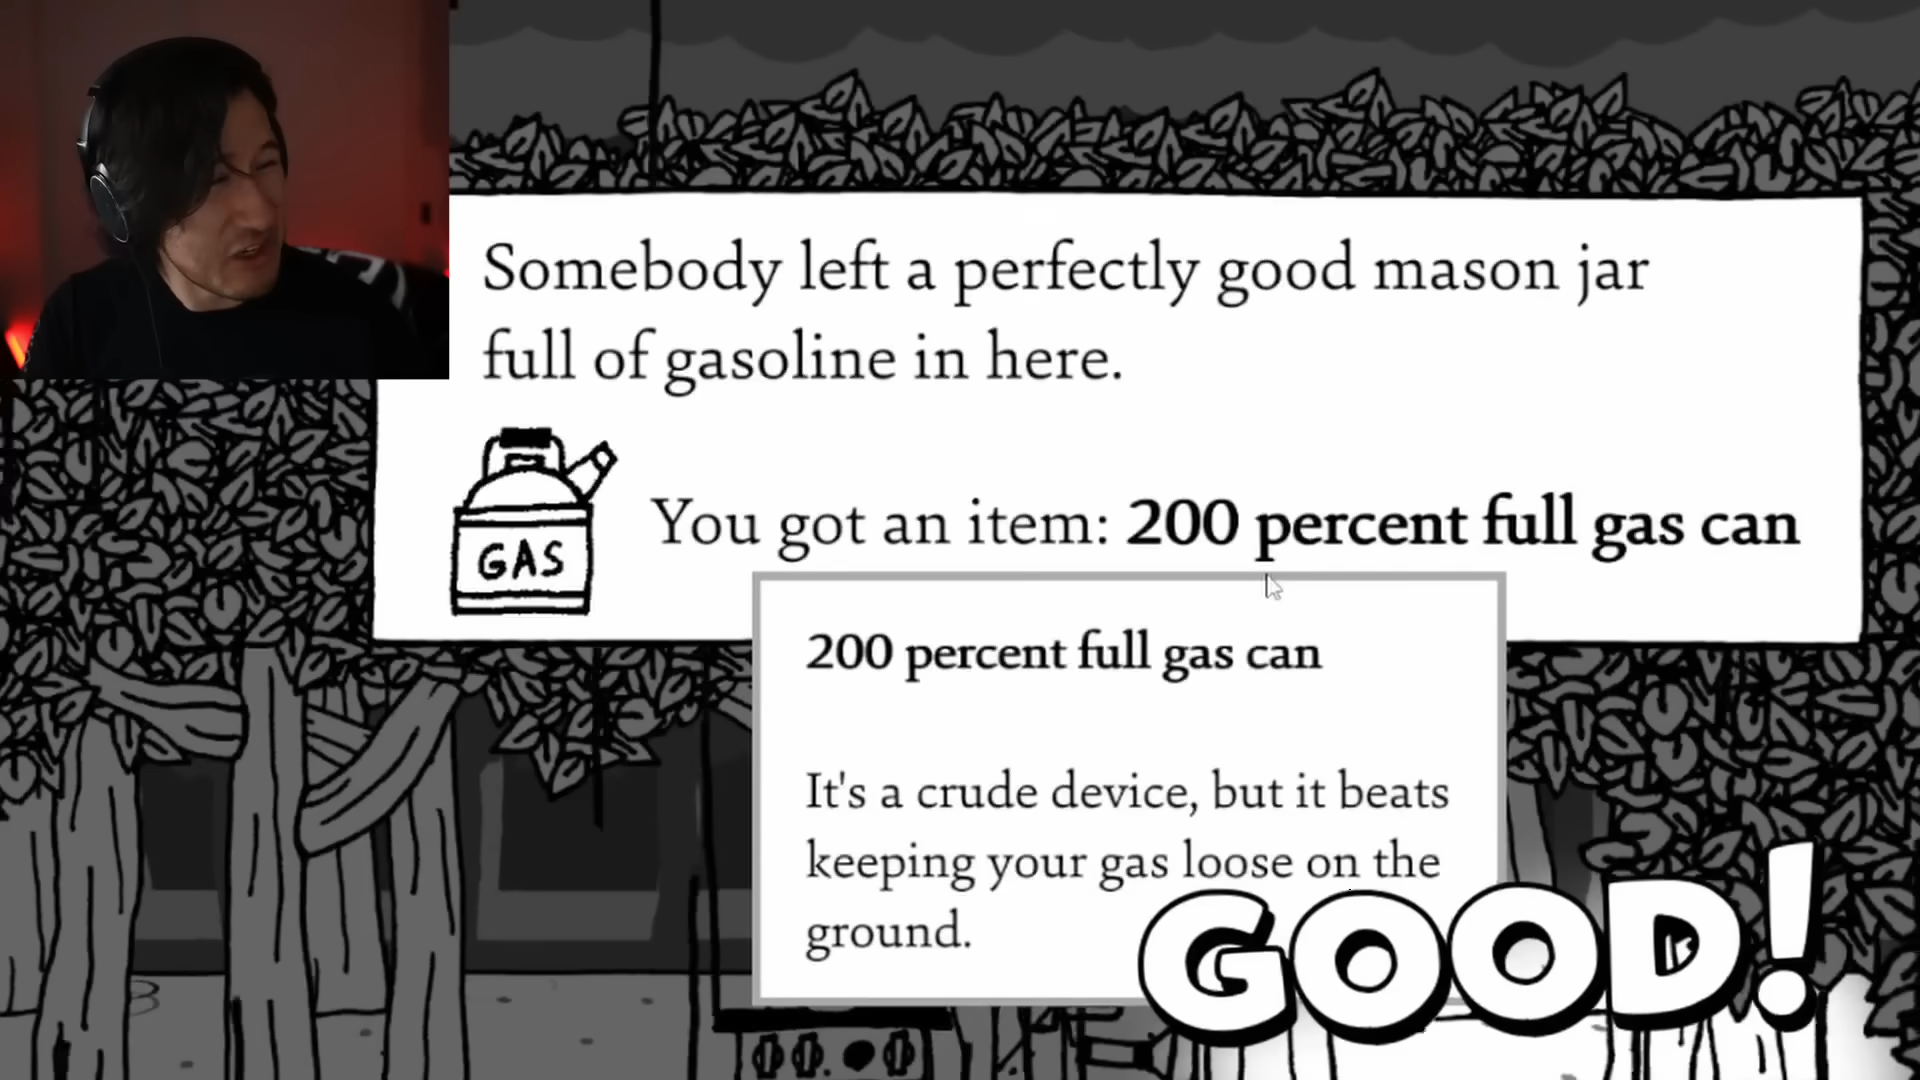 Somebody left a perfectly good mason jar
full of gasoline in here.
GAS
You got an item: 200 percent full gas can
200 percent full gas can
It's a crude device, but it beats
keeping your gas loose on the
ground.
GOOD!